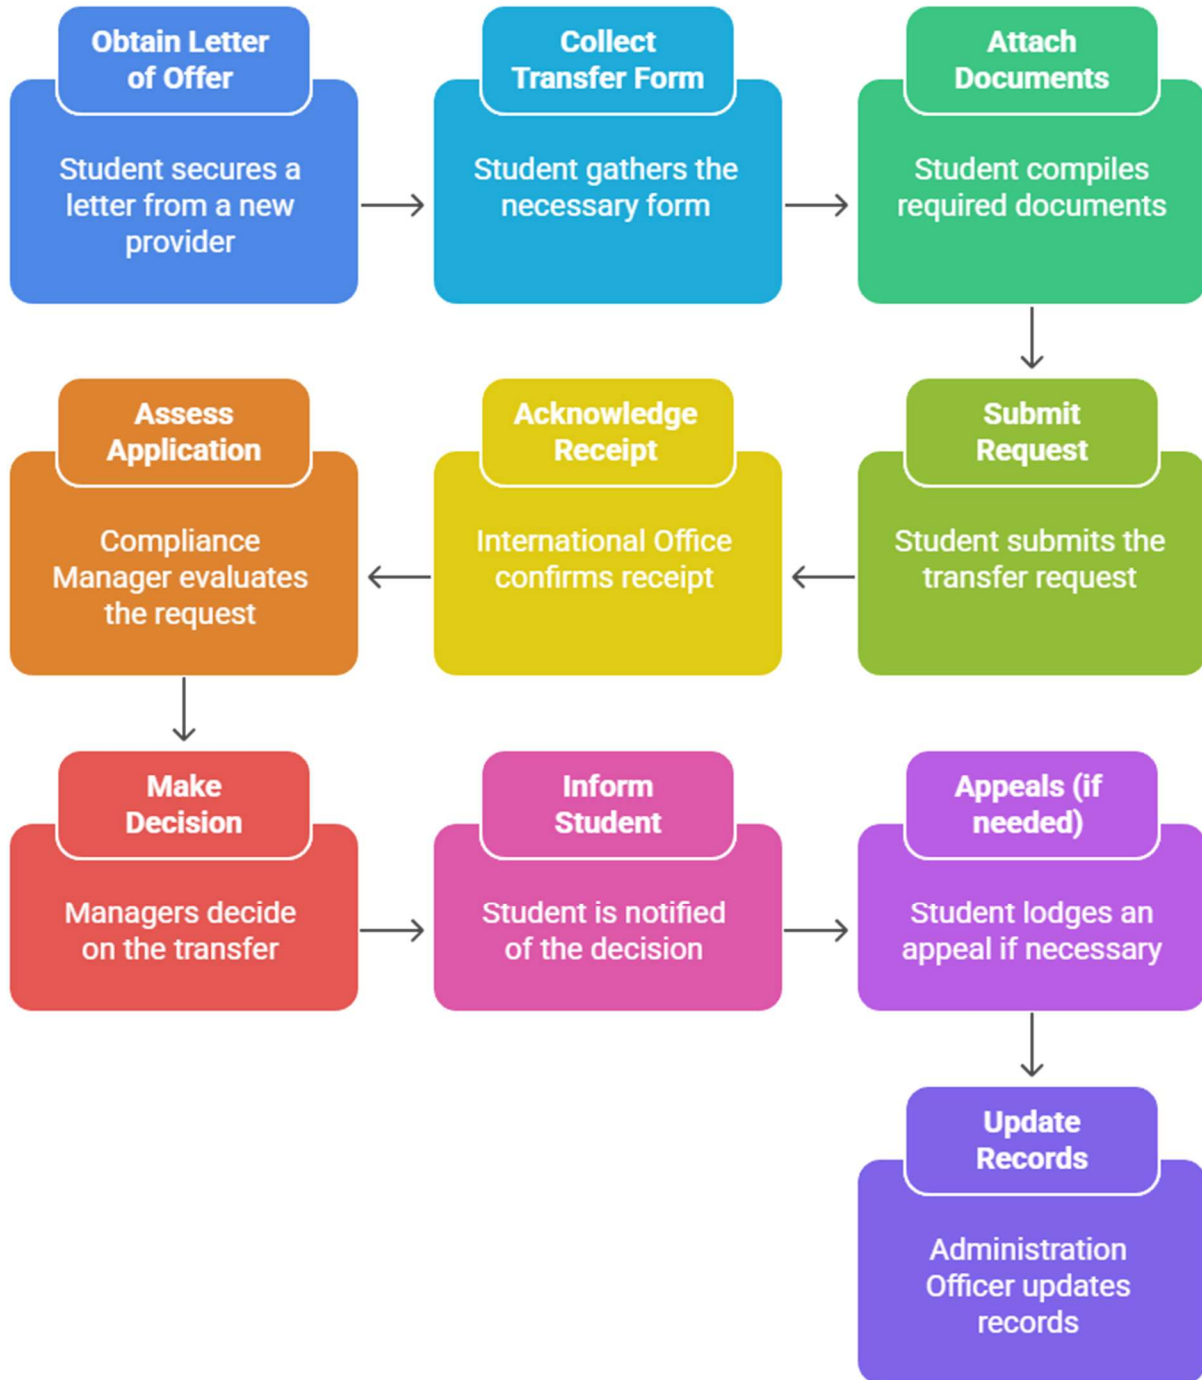 Obtain Letter
of Offer
Student secures a
letter from a new
provider
Collect
Transfer Form
Student gathers the
necessary form
Attach
Documents
Student compiles
required documents
Submit
Request
Student submits the
transfer request
Acknowledge
Receipt
International Office
confirms receipt
Assess
Application
Compliance
Manager evaluates
the request
Make
Decision
Managers decide
on the transfer
Inform
Student
Student is notified
of the decision
Appeals (if
needed)
Student lodges an
appeal if necessary
Update
Records
Administration
Officer updates
records